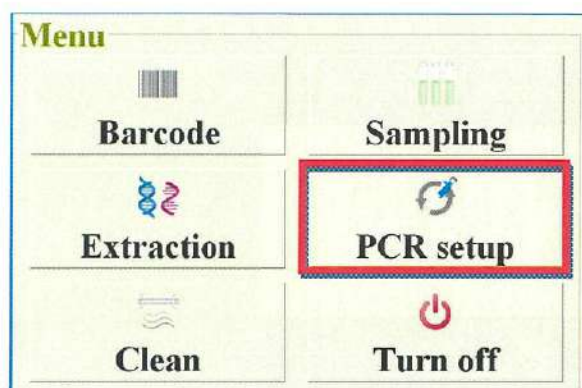 Menu
Barcode
Sampling
Extraction
PCR setup
Clean
Turn off